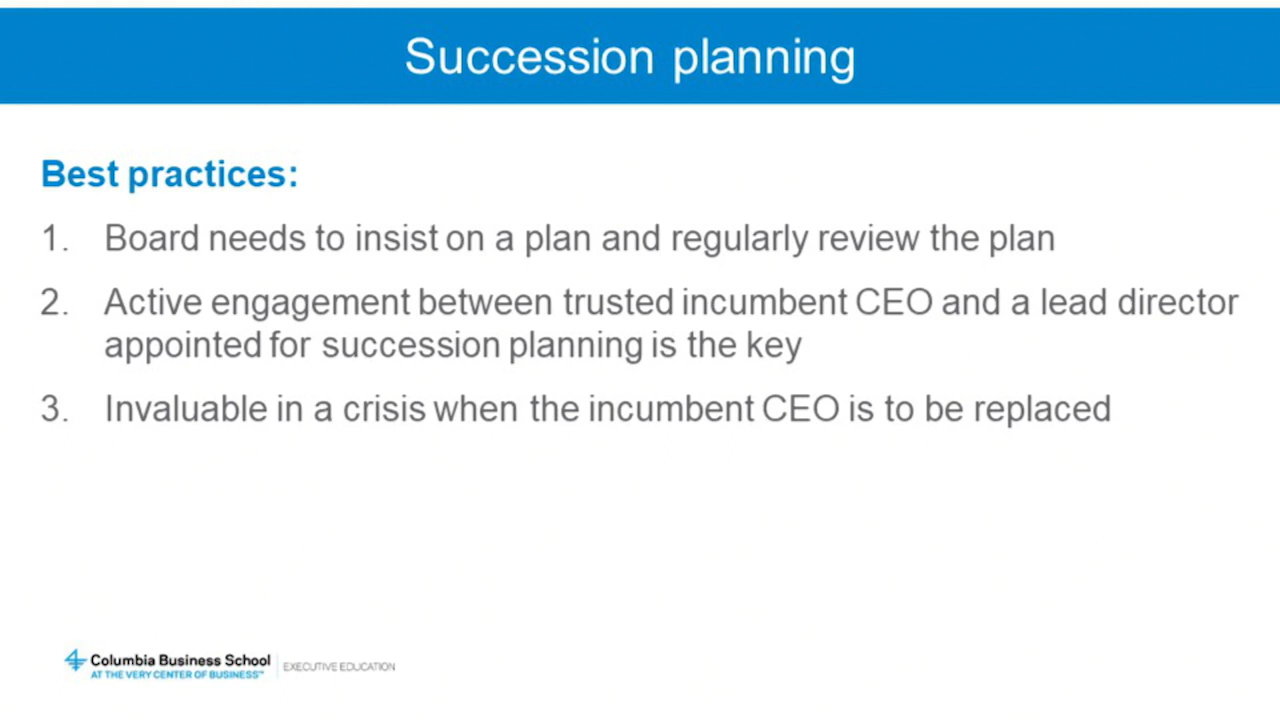 Succession planning
Best practices:
1. Board needs to insist on a plan and regularly review the plan
2. Active engagement between trusted incumbent CEO and a lead director
appointed for succession planning is the key
3. Invaluable in a crisis when the incumbent CEO is to be replaced
Columbia Business School
AT THE VERY CENTER OF BUSINESS™
EXECUTIVE EDUCATION